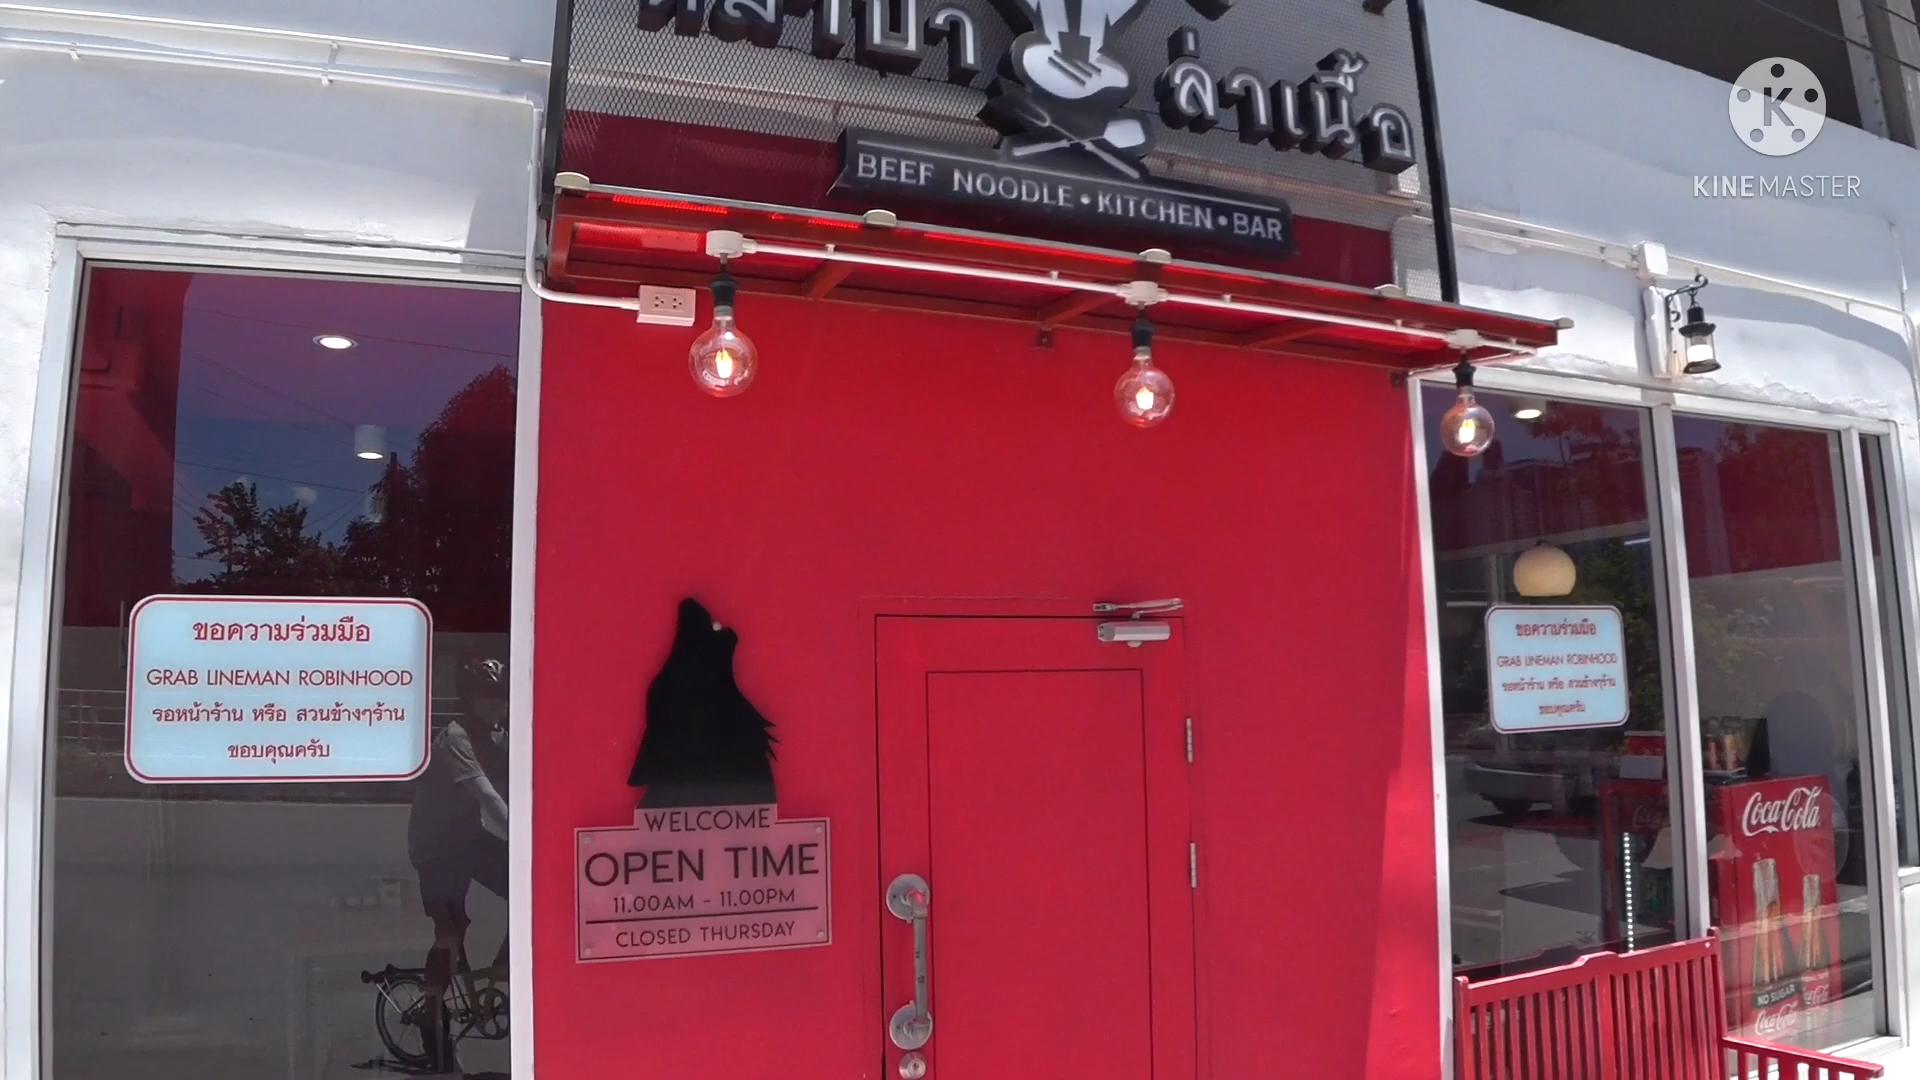 ล่าเนื้อ
BEEF NOODLE • KITCHEN • BAR
KINEMASTER
ขอความร่วมมือ
GRAB LINEMAN ROBINHOOD
รอหน้าร้าน หรือ สวนข้างๆร้าน
ขอบคุณครับ
ขอความร่วมมือ
GRAB LINEMAN ROBINHOOD
รอหน้าร้าน หรือ สวนข้างๆร้าน
ขอบคุณครับ
WELCOME
OPEN TIME
11.00AM - 11.00PM
CLOSED THURSDAY
Coca-Cola
NO SUGAR
Coca-Cola